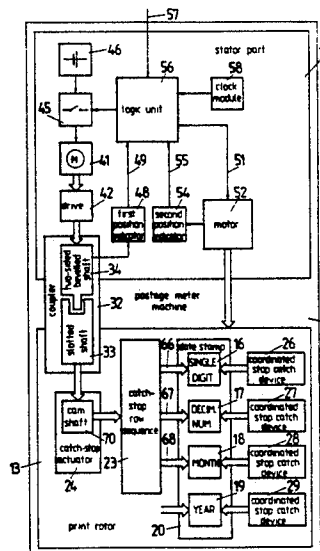 57
46
stator part
56
58
45
logic unit
clock
module
M
41
49
55
51
42
48
54
52
drive
first
position
indicator
second
position
indicator
motor
34
coupler
two-sided
bevelled
shaft
32
postage meter
machine
slotted
shaft
33
66
date stamp
16
26
SINGLE
DIGIT
coordinated
stop catch
device
cam
shaft
70
catch-stop
actuator
24
catch-
stop row
sequence
23
67
17
27
DECIM.
NUM.
coordinated
stop catch
device
68
18
28
MONTH
coordinated
stop catch
device
13
19
29
YEAR
coordinated
stop catch
device
print rotor
20